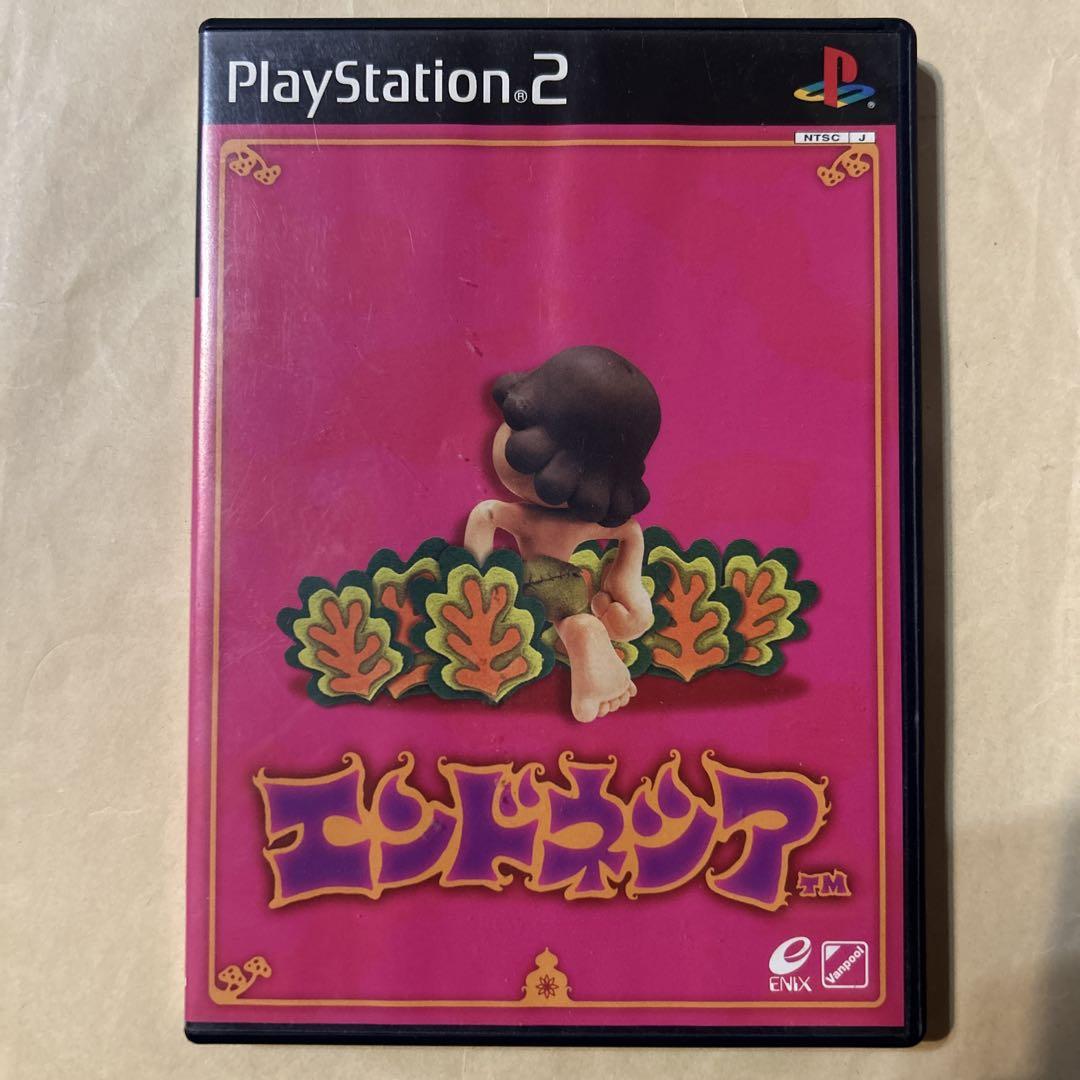 PlayStation®2
NTSC J
エンドネシア™
ENIX
Vanpool